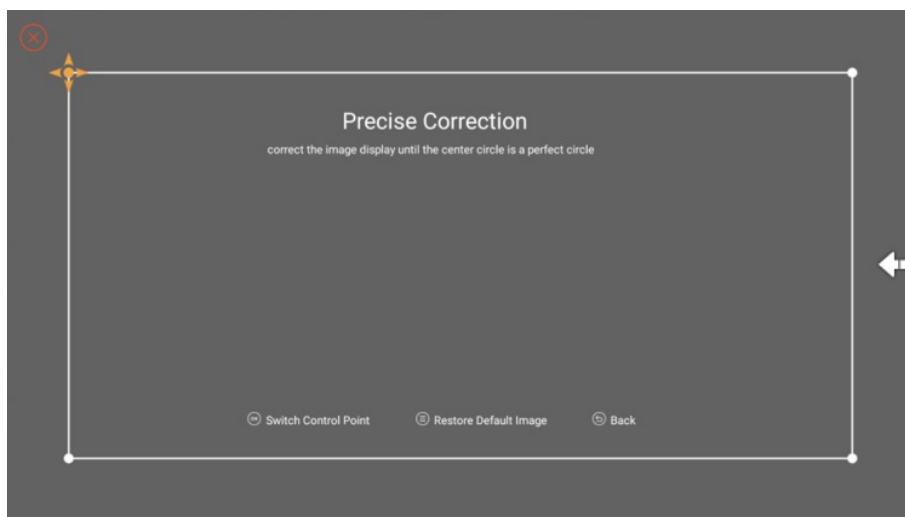 Precise Correction
correct the image display until the center circle is a perfect circle
Switch Control Point Restore Default Image Back